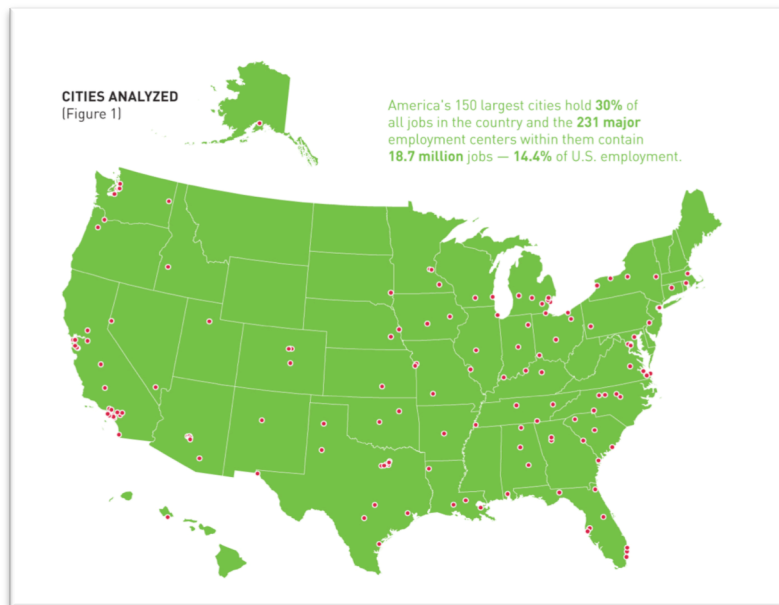 CITIES ANALYZED
(Figure 1)
America's 150 largest cities hold 30% of
all jobs in the country and the 231 major
employment centers within them contain
18.7 million jobs — 14.4% of U.S. employment.